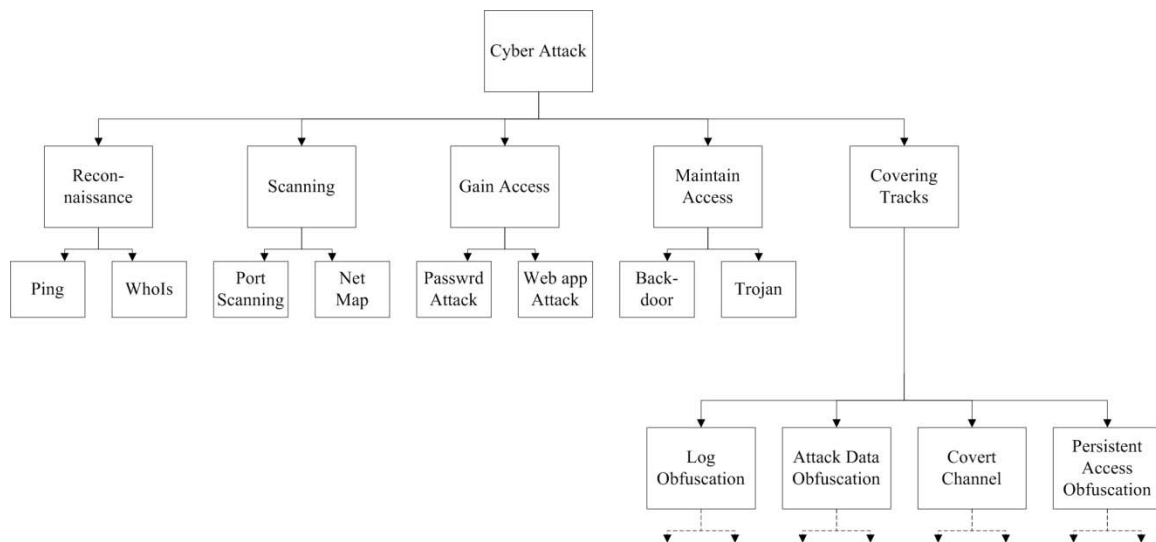 Cyber Attack
Recon-
naissance
Scanning
Gain Access
Maintain
Access
Covering
Tracks
Ping
WhoIs
Port
Scanning
Net
Map
Passwrd
Attack
Web app
Attack
Back-
door
Trojan
Log
Obfuscation
Attack Data
Obfuscation
Covert
Channel
Persistent
Access
Obfuscation